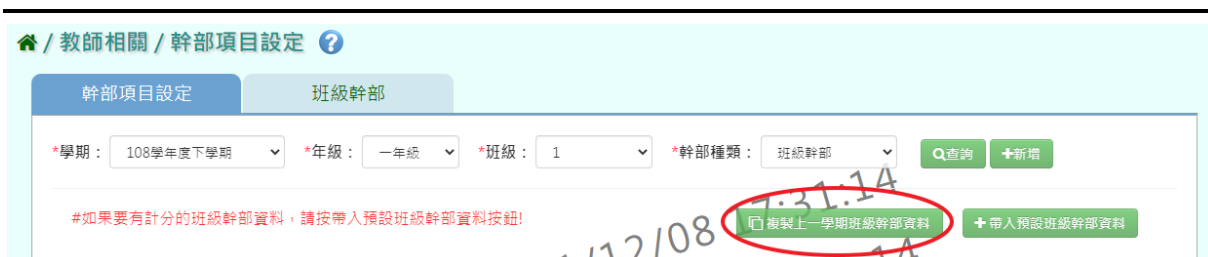 / 教師相關 / 幹部項目設定 ?
幹部項目設定 班級幹部
*學期： 108學年度下學期 *年級： 一年級 *班級： 1 *幹部種類： 班級幹部 查詢 +新增
#如果要有計分的班級幹部資料，請按帶入預設班級幹部資料按鈕! 複製上一學期班級幹部資料 +帶入預設班級幹部資料
/12/08 17:31:14